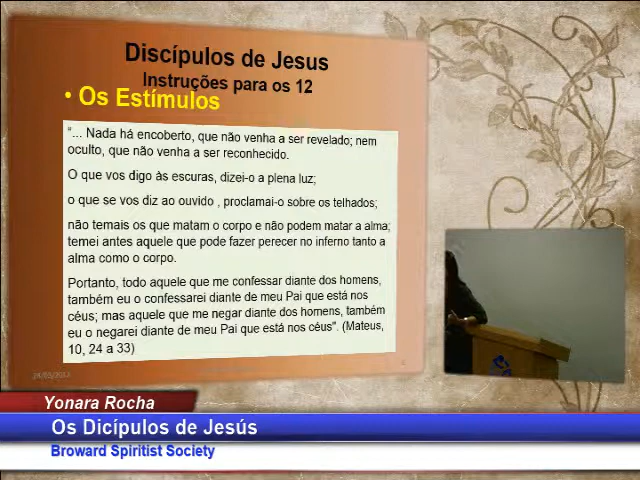 Discípulos de Jesus
Instruções para os 12
• Os Estímulos
"... Nada há encoberto, que não venha a ser revelado; nem
oculto, que não venha a ser reconhecido.
O que vos digo às escuras, dizei-o a plena luz;
o que se vos diz ao ouvido , proclamai-o sobre os telhados;
não temais os que matam o corpo e não podem matar a alma;
temei antes aquele que pode fazer perecer no inferno tanto a
alma como o corpo.
Portanto, todo aquele que me confessar diante dos homens,
também eu o confessarei diante de meu Pai que está nos
céus; mas aquele que me negar diante dos homens, também
eu o negarei diante de meu Pai que está nos céus". (Mateus,
10, 24 a 33)
Yonara Rocha
Os Dicípulos de Jesús
Broward Spiritist Society